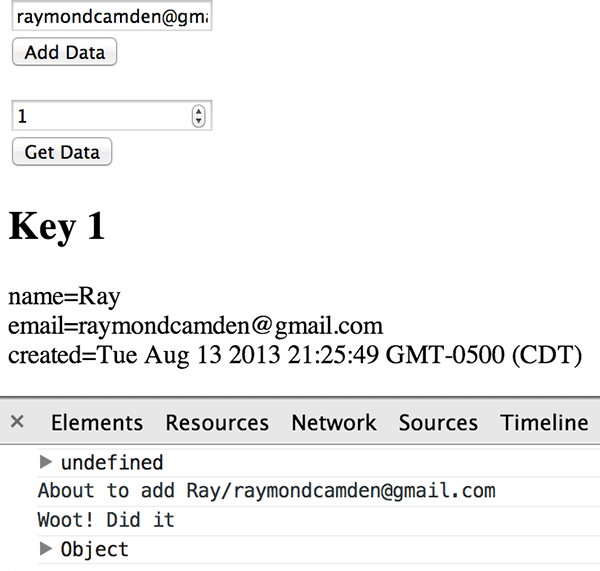 raymondcamden@gma
Add Data
1
Get Data
Key 1
name=Ray
email=raymondcamden@gmail.com
created=Tue Aug 13 2013 21:25:49 GMT-0500 (CDT)
× Elements Resources Network Sources Timeline
▶ undefined
About to add Ray/raymondcamden@gmail.com
Woot! Did it
▶ Object